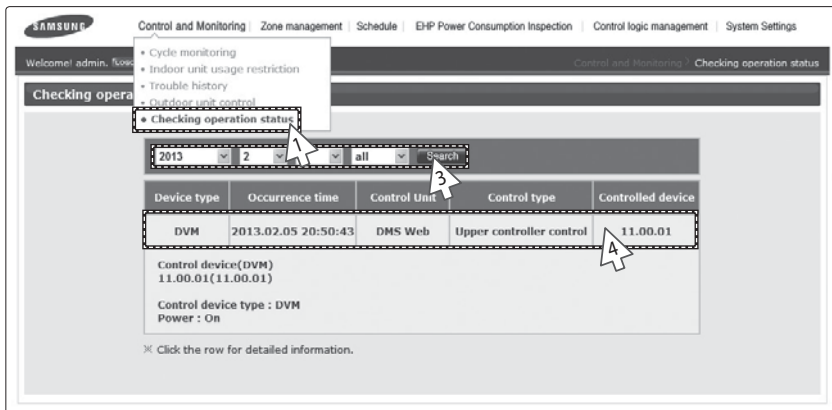 SAMSUNG
Control and Monitoring | Zone management | Schedule | EHP Power Consumption Inspection | Control logic management | System Settings
Welcome! admin.
Control and Monitoring > Checking operation status
• Cycle monitoring
• Indoor unit usage restriction
• Trouble history
• Outdoor unit control
• Checking operation status
Checking opera
1
2013 2 all Search
3
Device type Occurrence time Control Unit Control type Controlled device
DVM 2013.02.05 20:50:43 DMS Web Upper controller control 11.00.01
4
Control device(DVM)
11.00.01(11.00.01)
Control device type : DVM
Power : On
※ Click the row for detailed information.